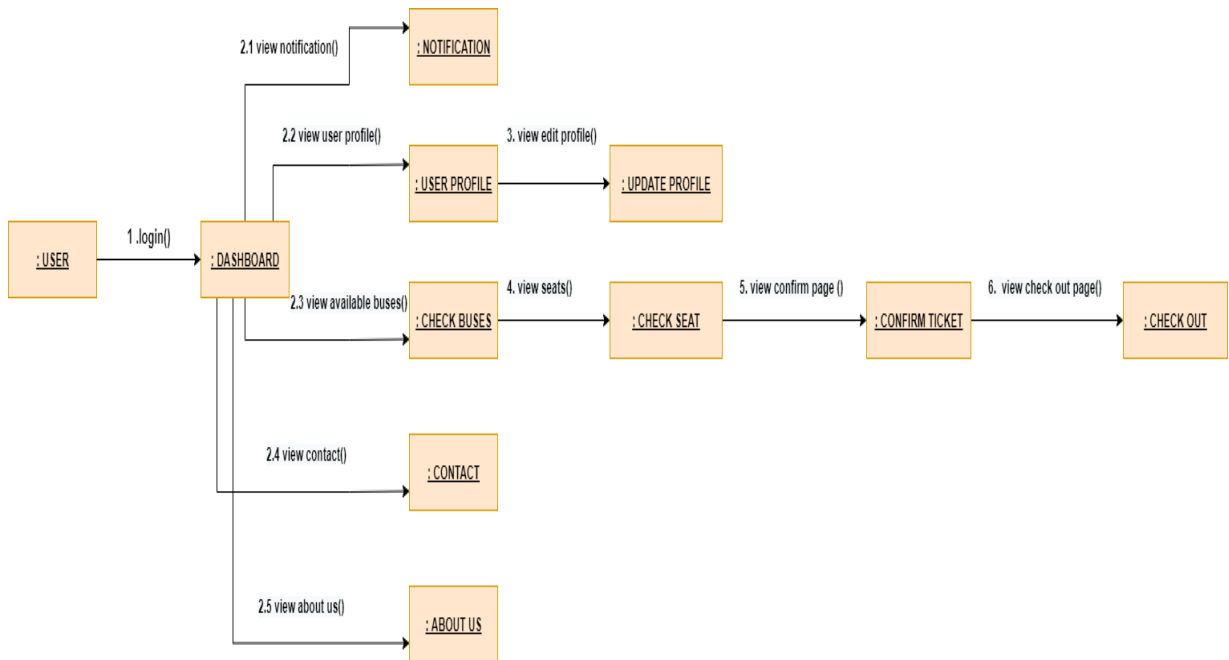 2.1 view notification()
: NOTIFICATION
2.2 view user profile()
3. view edit profile()
: USER PROFILE
: UPDATE PROFILE
1 .login()
: USER
: DASHBOARD
2.3 view available buses()
4. view seats()
5. view confirm page ()
6. view check out page()
: CHECK BUSES
: CHECK SEAT
: CONFIRM TICKET
: CHECK OUT
2.4 view contact()
: CONTACT
2.5 view about us()
: ABOUT US